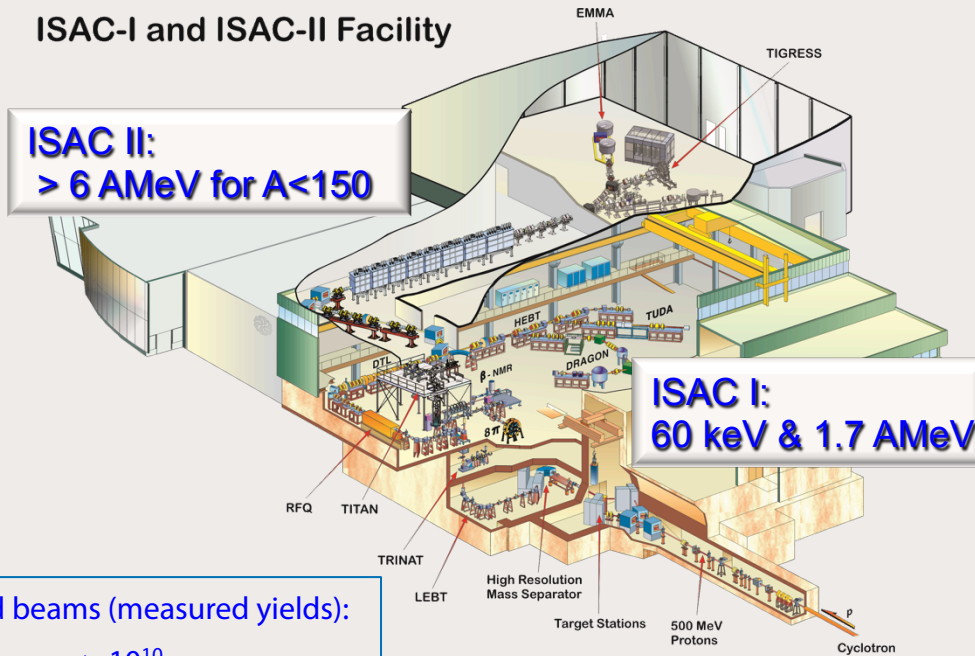 ISAC-I and ISAC-II Facility
EMMA
TIGRESS
ISAC II:
> 6 AMeV for A<150
HEBT
TUDA
DTL
DRAGON
β-NMR
ISAC I:
60 keV & 1.7 AMeV
8π
RFQ
TITAN
TRINAT
LEBT
High Resolution
Mass Separator
Target Stations
500 MeV
Protons
p
Cyclotron
beams (measured yields):
10¹⁰